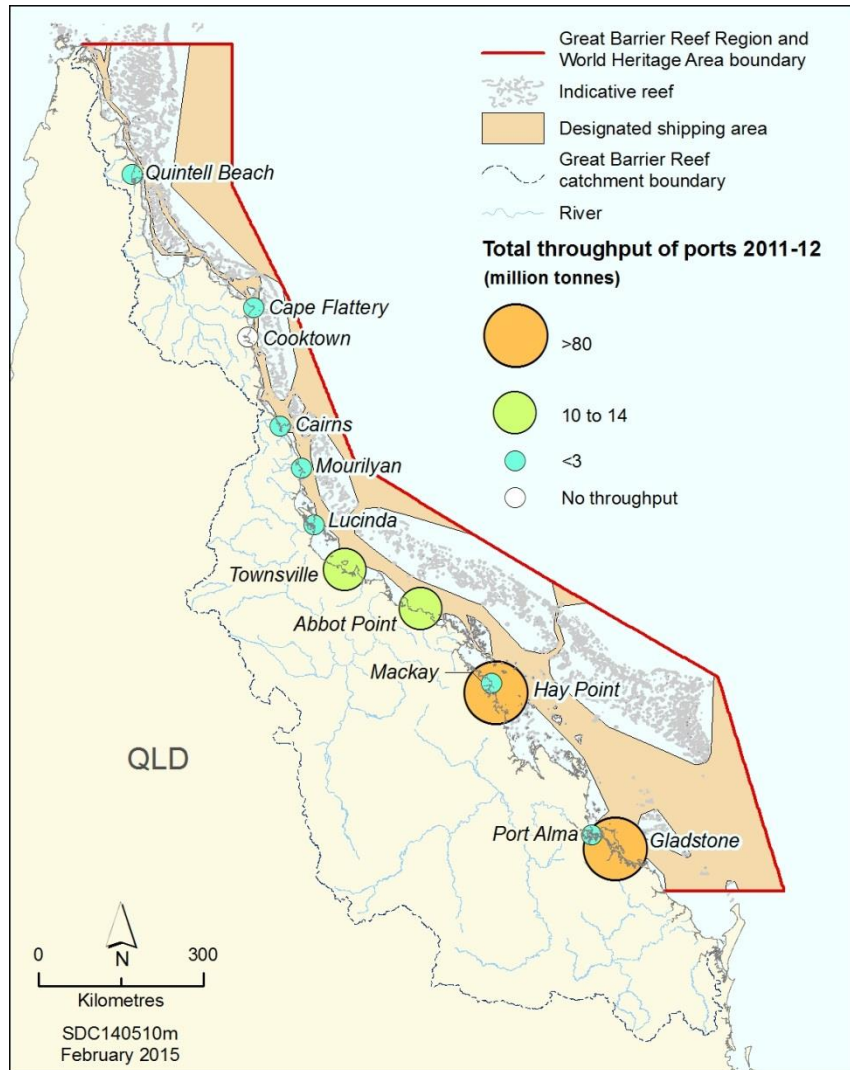 Great Barrier Reef Region and
World Heritage Area boundary
Indicative reef
Designated shipping area
Great Barrier Reef
catchment boundary
River
Total throughput of ports 2011-12
(million tonnes)
>80
10 to 14
<3
No throughput
Quintell Beach
Cape Flattery
Cooktown
Cairns
Mourilyan
Lucinda
Townsville
Abbot Point
Mackay
Hay Point
QLD
Port Alma
Gladstone
N
0 300
Kilometres
SDC140510m
February 2015